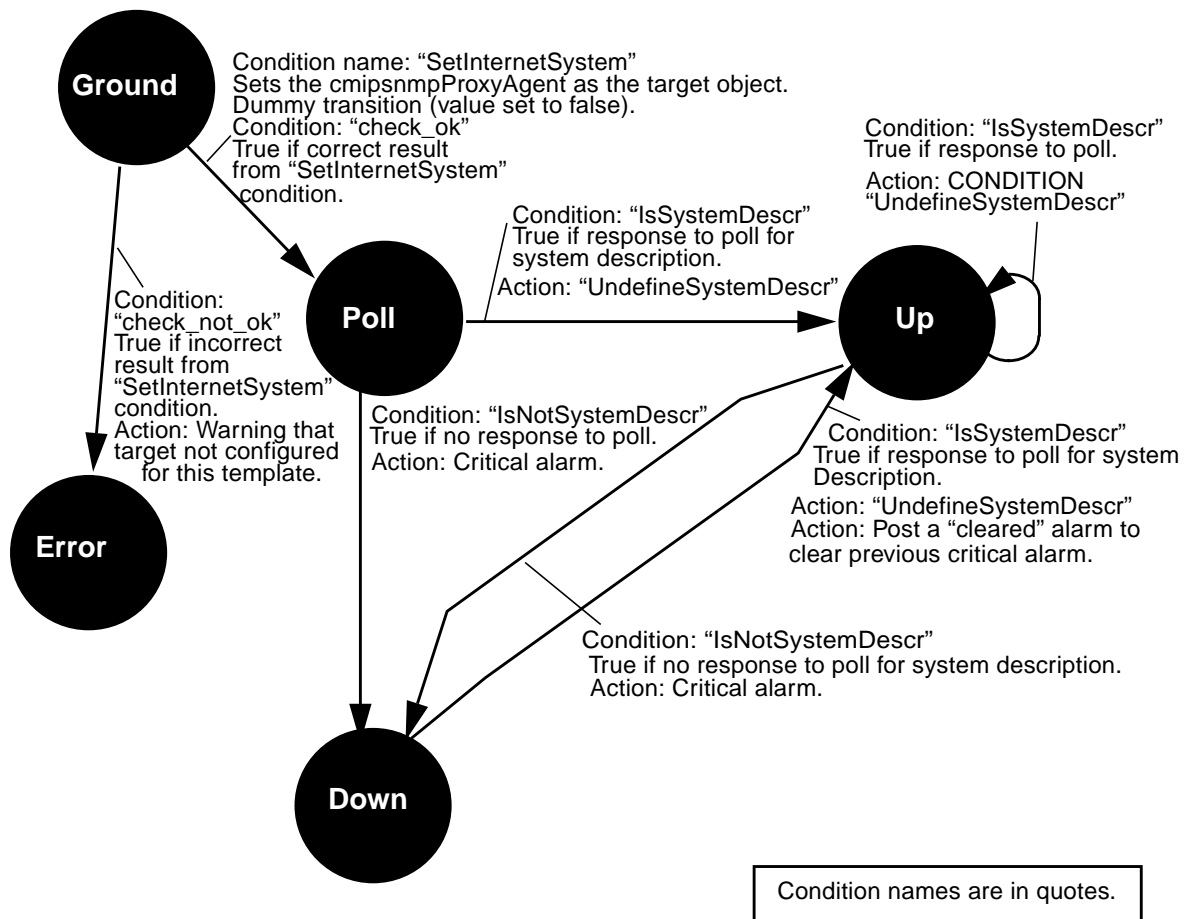 Ground
Condition name: “SetInternetSystem”
Sets the cmipsnmpProxyAgent as the target object.
Dummy transition (value set to false).
Condition: “check_ok”
True if correct result
from “SetInternetSystem”
condition.
Condition: “IsSystemDescr”
True if response to poll.
Action: CONDITION
“UndefineSystemDescr”
Condition: “IsSystemDescr”
True if response to poll for
system description.
Action: “UndefineSystemDescr”
Poll
Up
Condition:
“check_not_ok”
True if incorrect
result from
“SetInternetSystem”
condition.
Action: Warning that
target not configured
for this template.
Condition: “IsNotSystemDescr”
True if no response to poll.
Action: Critical alarm.
Condition: “IsSystemDescr”
True if response to poll for system
Description.
Action: “UndefineSystemDescr”
Action: Post a “cleared” alarm to
clear previous critical alarm.
Error
Condition: “IsNotSystemDescr”
True if no response to poll for system description.
Action: Critical alarm.
Down
Condition names are in quotes.